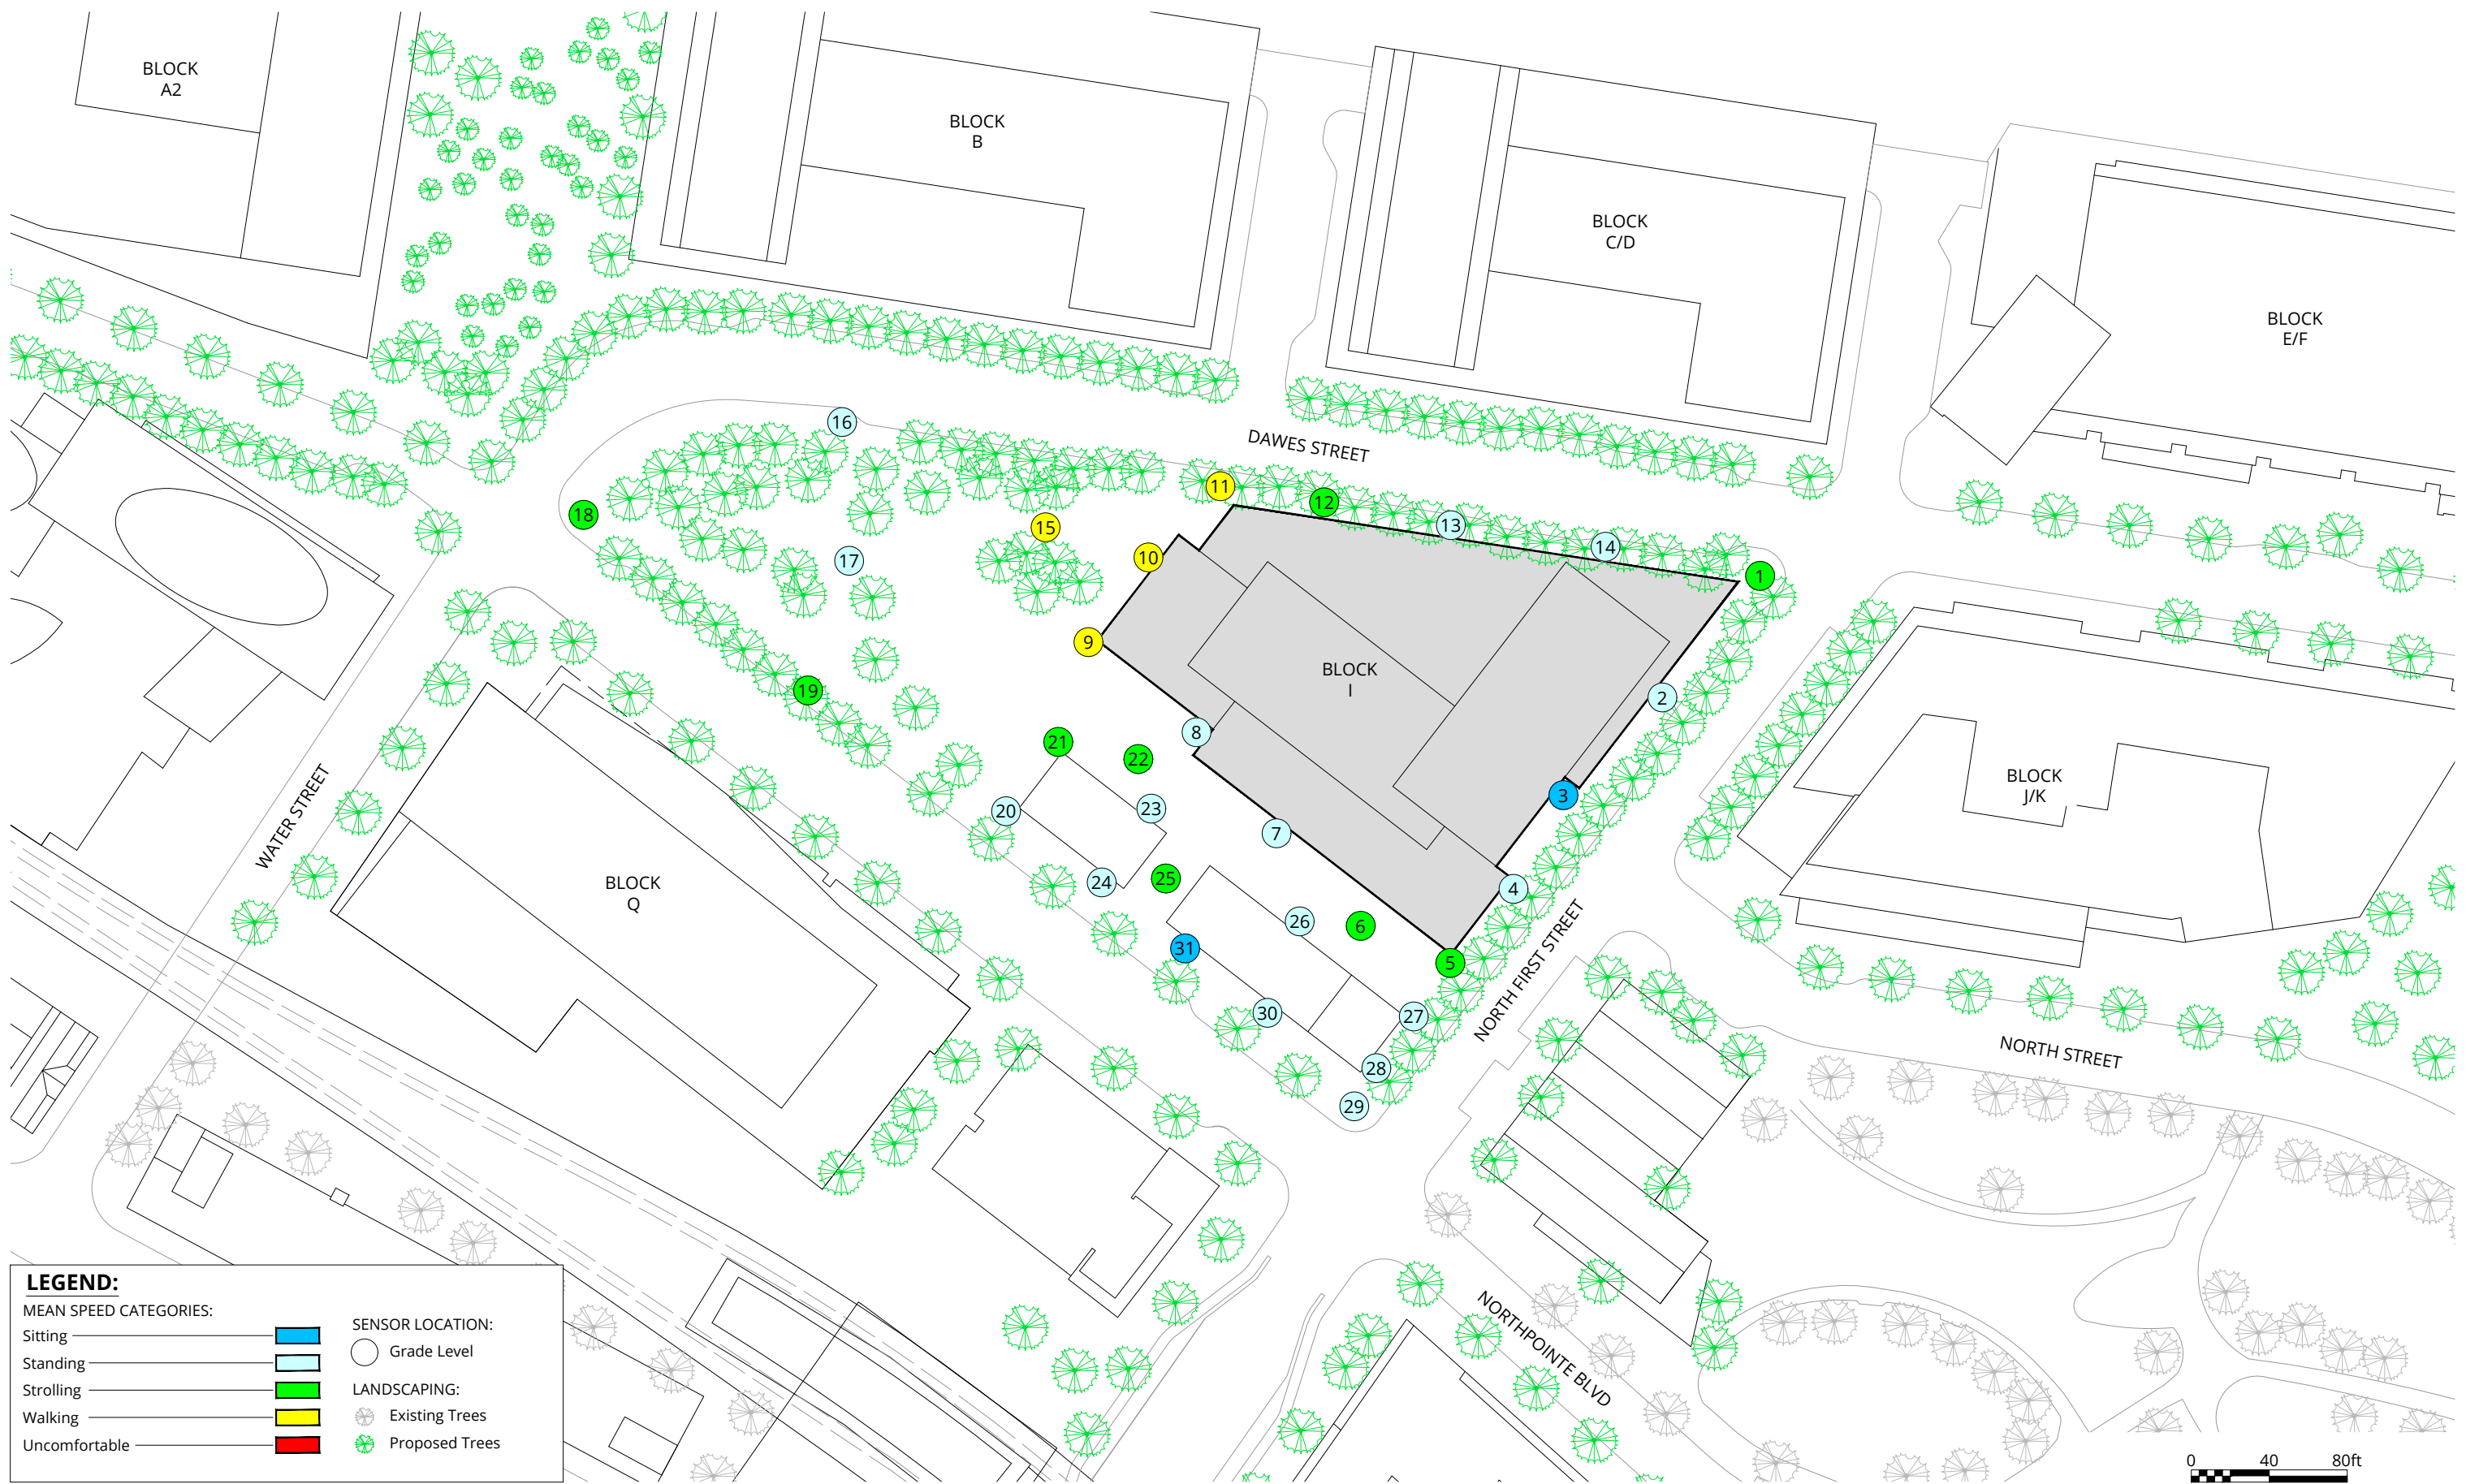 BLOCK
A2
BLOCK
B
BLOCK
C/D
BLOCK
E/F
DAWES STREET
16
11
12
13
14
1
18
15
17
10
9
BLOCK
I
2
19
8
21
22
3
20
23
7
BLOCK
J/K
WATER STREET
BLOCK
Q
24
25
4
26
6
31
5
NORTH FIRST STREET
30
27
28
29
NORTH STREET
NORTHPOINTE BLVD
LEGEND:
MEAN SPEED CATEGORIES:
Sitting
Standing
Strolling
Walking
Uncomfortable
SENSOR LOCATION:
Grade Level
LANDSCAPING:
Existing Trees
Proposed Trees
0 40 80ft